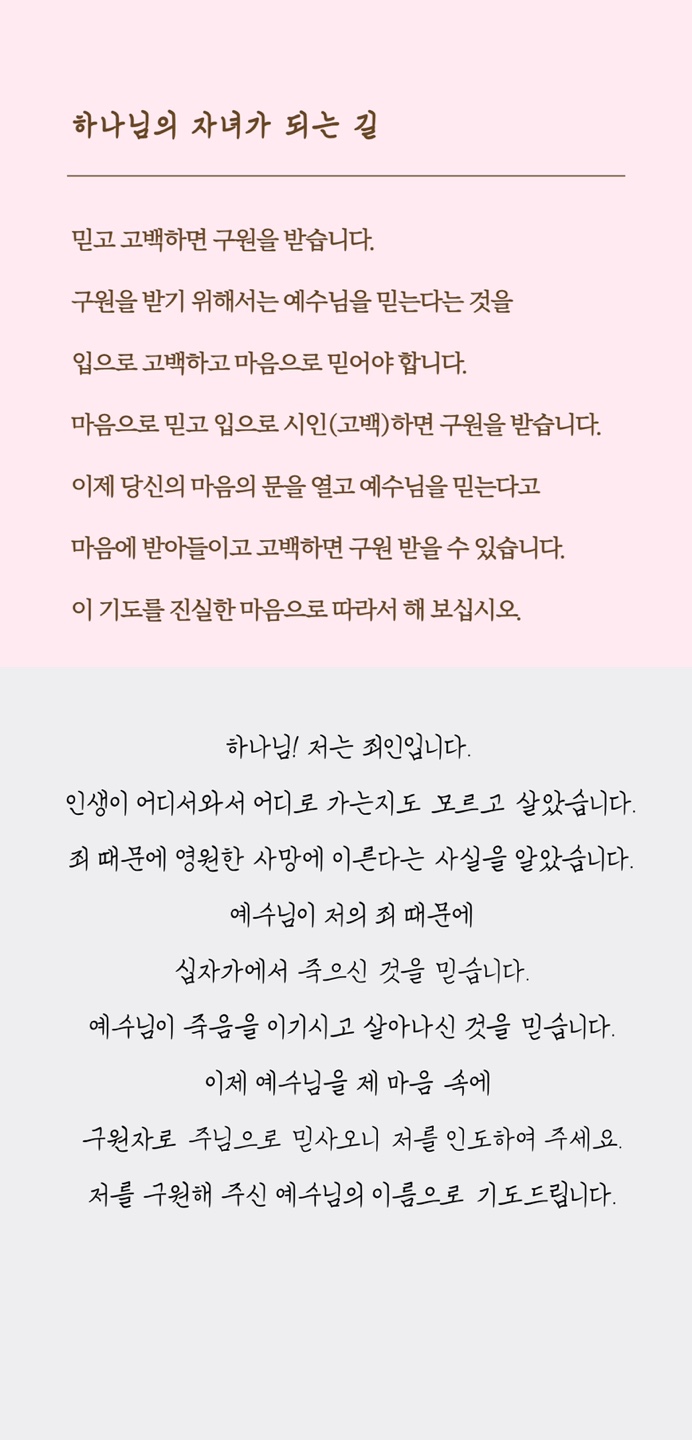 하나님의 자녀가 되는 길
믿고 고백하면 구원을 받습니다.
구원을 받기 위해서는 예수님을 믿는다는 것을
입으로 고백하고 마음으로 믿어야 합니다.
마음으로 믿고 입으로 시인(고백)하면 구원을 받습니다.
이제 당신의 마음의 문을 열고 예수님을 믿는다고
마음에 받아들이고 고백하면 구원 받을 수 있습니다.
이 기도를 진실한 마음으로 따라서 해 보십시오.
하나님! 저는 죄인입니다.
인생이 어디서와서 어디로 가는지도 모르고 살았습니다.
죄 때문에 영원한 사망에 이른다는 사실을 알았습니다.
예수님이 저의 죄 때문에
십자가에서 죽으신 것을 믿습니다.
예수님이 죽음을 이기시고 살아나신 것을 믿습니다.
이제 예수님을 제 마음 속에
구원자로 주님으로 믿사오니 저를 인도하여 주세요.
저를 구원해 주신 예수님의 이름으로 기도드립니다.